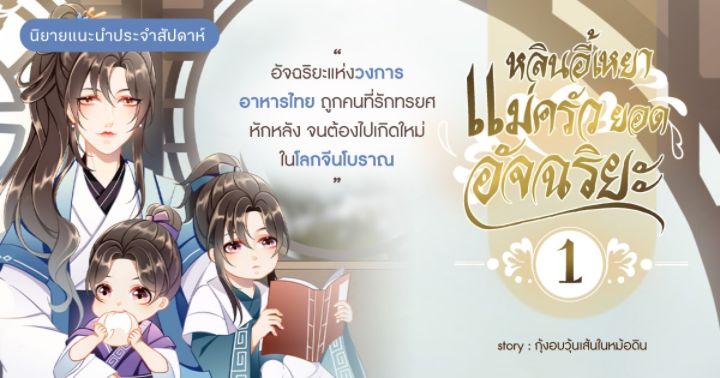 นิยายแนะนำประจำสัปดาห์
“
อัจฉริยะแห่งวงการ
อาหารไทย ถูกคนที่รักทรยศ
หักหลัง จนต้องไปเกิดใหม่
ในโลกจีนโบราณ
”
หลินอี้เหยา
แม่ครัวยอด
อัจฉริยะ
1
story : กุ้งอบวุ้นเส้นในหม้อดิน